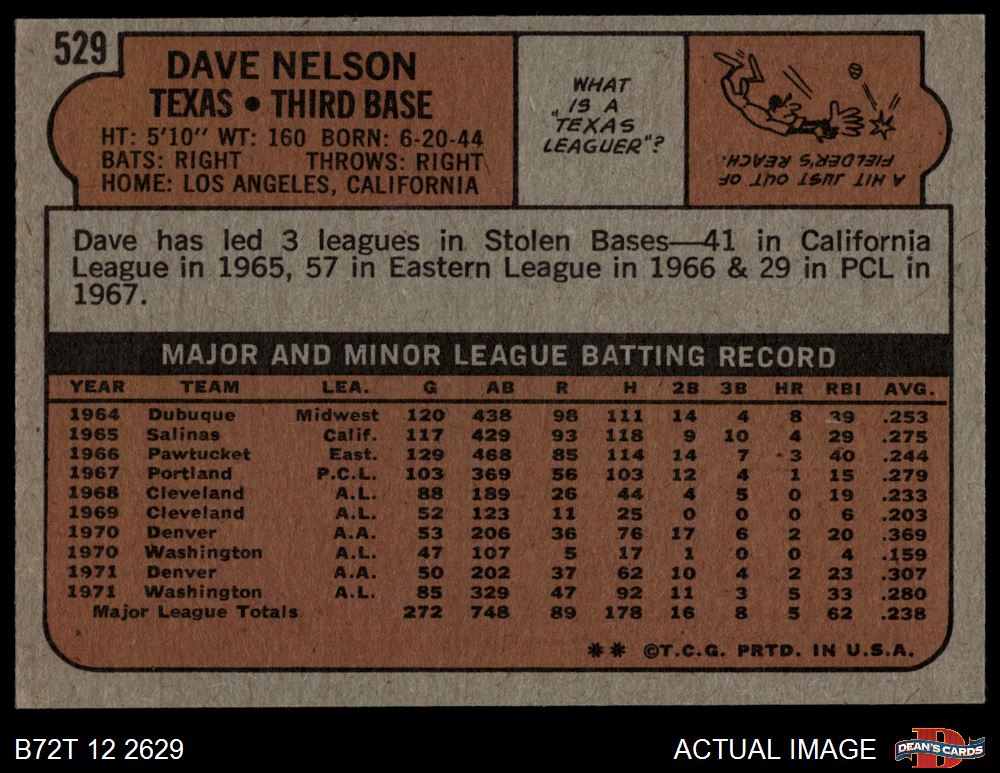 529
DAVE NELSON
TEXAS • THIRD BASE
HT: 5'10" WT: 160 BORN: 6-20-44
BATS: RIGHT THROWS: RIGHT
HOME: LOS ANGELES, CALIFORNIA
WHAT
IS A
"TEXAS
LEAGUER"?
A HIT JUST OUT OF
FIELDER'S REACH.
Dave has led 3 leagues in Stolen Bases—41 in California
League in 1965, 57 in Eastern League in 1966 & 29 in PCL in
1967.
MAJOR AND MINOR LEAGUE BATTING RECORD
YEAR TEAM LEA. G AB R H 2B 3B HR RBI AVG.
1964 Dubuque Midwest 120 438 98 111 14 4 8 39 .253
1965 Salinas Calif. 117 429 93 118 9 10 4 29 .275
1966 Pawtucket East. 129 468 85 114 14 7 3 40 .244
1967 Portland P.C.L. 103 369 56 103 12 4 1 15 .279
1968 Cleveland A.L. 88 189 26 44 4 5 0 19 .233
1969 Cleveland A.L. 52 123 11 25 0 0 0 6 .203
1970 Denver A.A. 53 206 36 76 17 6 2 20 .369
1970 Washington A.L. 47 107 5 17 1 0 0 4 .159
1971 Denver A.A. 50 202 37 62 10 4 2 23 .307
1971 Washington A.L. 85 329 47 92 11 3 5 33 .280
Major League Totals 272 748 89 178 16 8 5 62 .238
** ©T.C.G. PRTD. IN U.S.A.
B72T 12 2629
ACTUAL IMAGE
D
DEAN'S CARDS